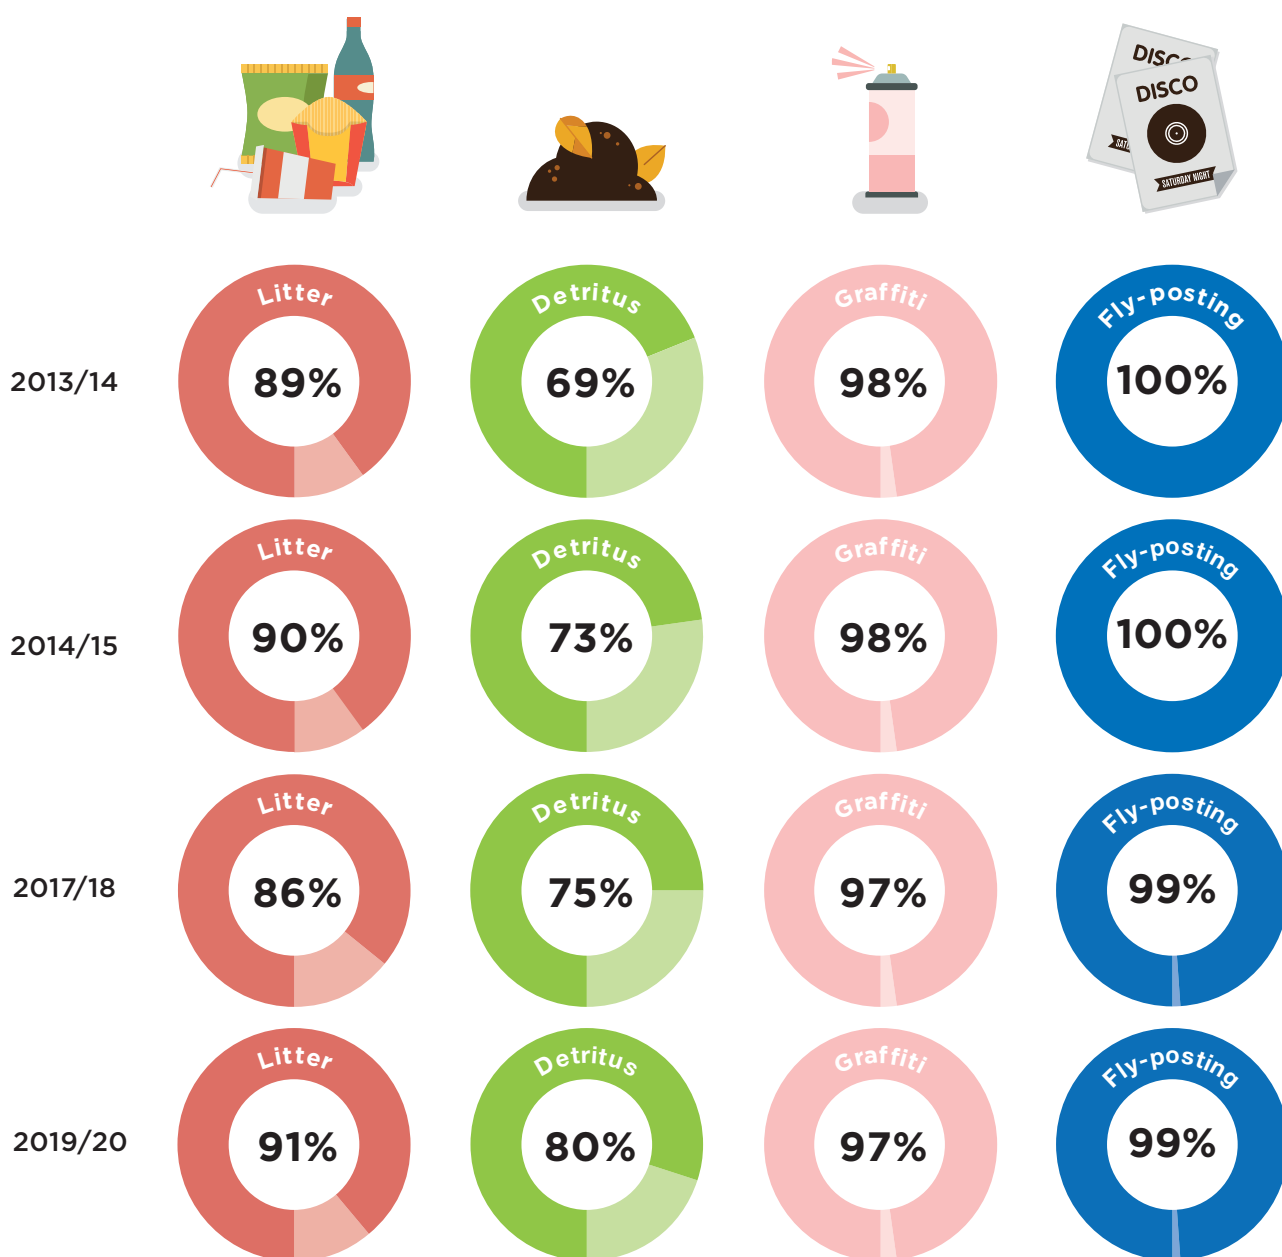 DISCO
DISCO
SATURDAY NIGHT
Litter
Detritus
Graffiti
Fly-posting
2013/14
89%
69%
98%
100%
Litter
Detritus
Graffiti
Fly-posting
2014/15
90%
73%
98%
100%
Litter
Detritus
Graffiti
Fly-posting
2017/18
86%
75%
97%
99%
Litter
Detritus
Graffiti
Fly-posting
2019/20
91%
80%
97%
99%